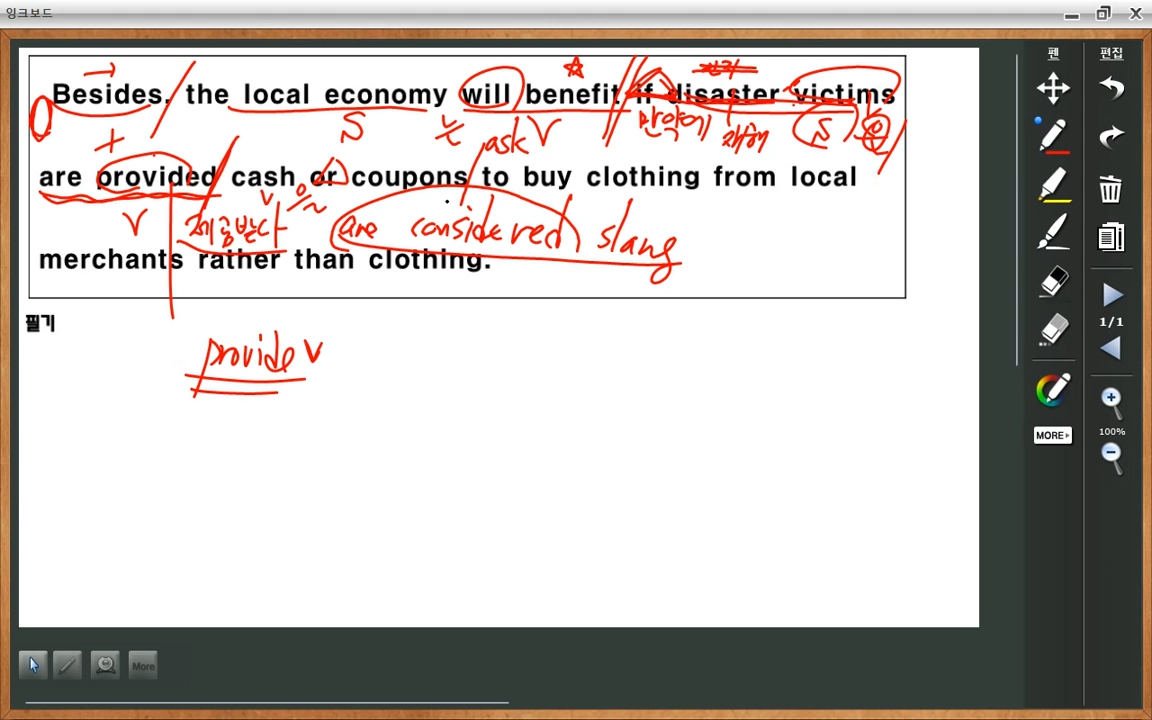 잉크보드
Besides, the local economy will benefit if disaster victims
S
ask V
만약에
재해
S
are provided cash or coupons to buy clothing from local
V
제공받다
are considered slang
merchants rather than clothing.
필기
provide V
펜
편집
1/1
100%
MORE
More